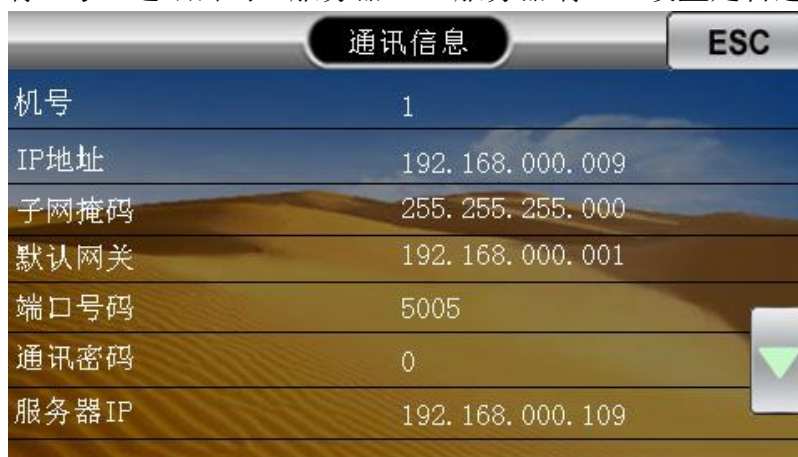 通讯信息
ESC
机号 1
IP地址 192.168.000.009
子网掩码 255.255.255.000
默认网关 192.168.000.001
端口号码 5005
通讯密码 0
服务器IP 192.168.000.109